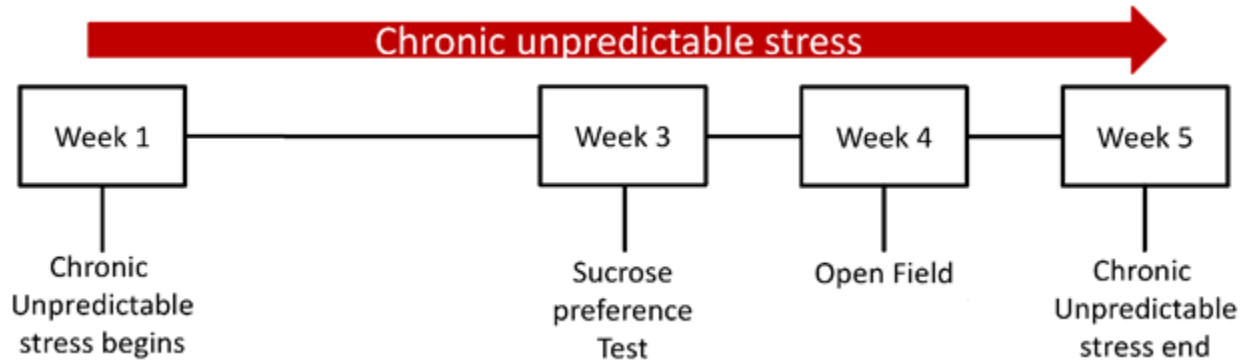 Chronic unpredictable stress
Week 1
Week 3
Week 4
Week 5
Chronic
Unpredictable
stress begins
Sucrose
preference
Test
Open Field
Chronic
Unpredictable
stress end